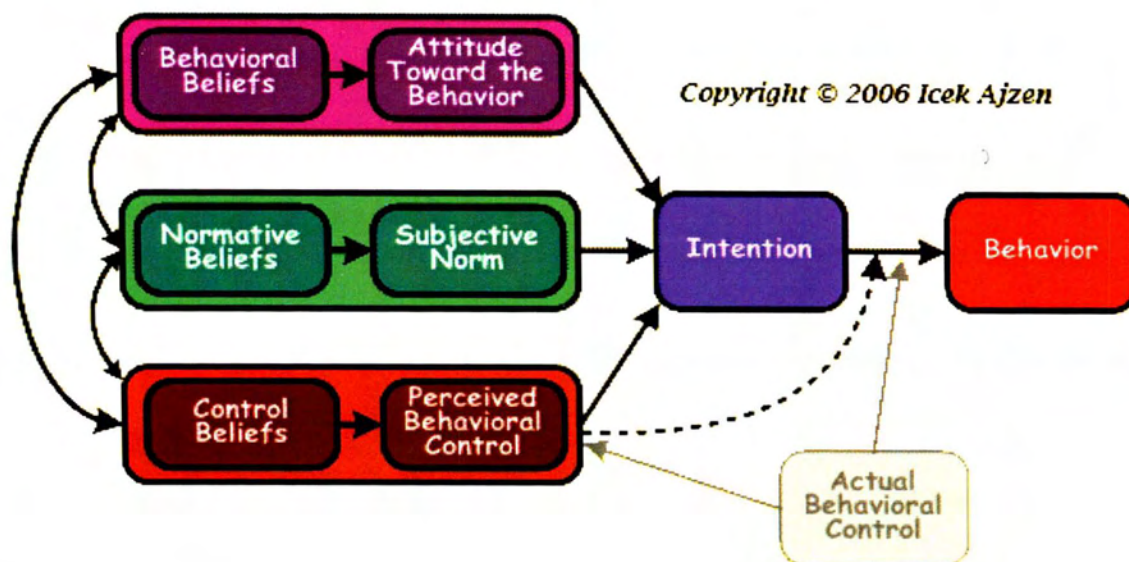 Behavioral
Beliefs
Attitude
Toward the
Behavior
Copyright © 2006 Icek Ajzen
Normative
Beliefs
Subjective
Norm
Intention
Behavior
Control
Beliefs
Perceived
Behavioral
Control
Actual
Behavioral
Control